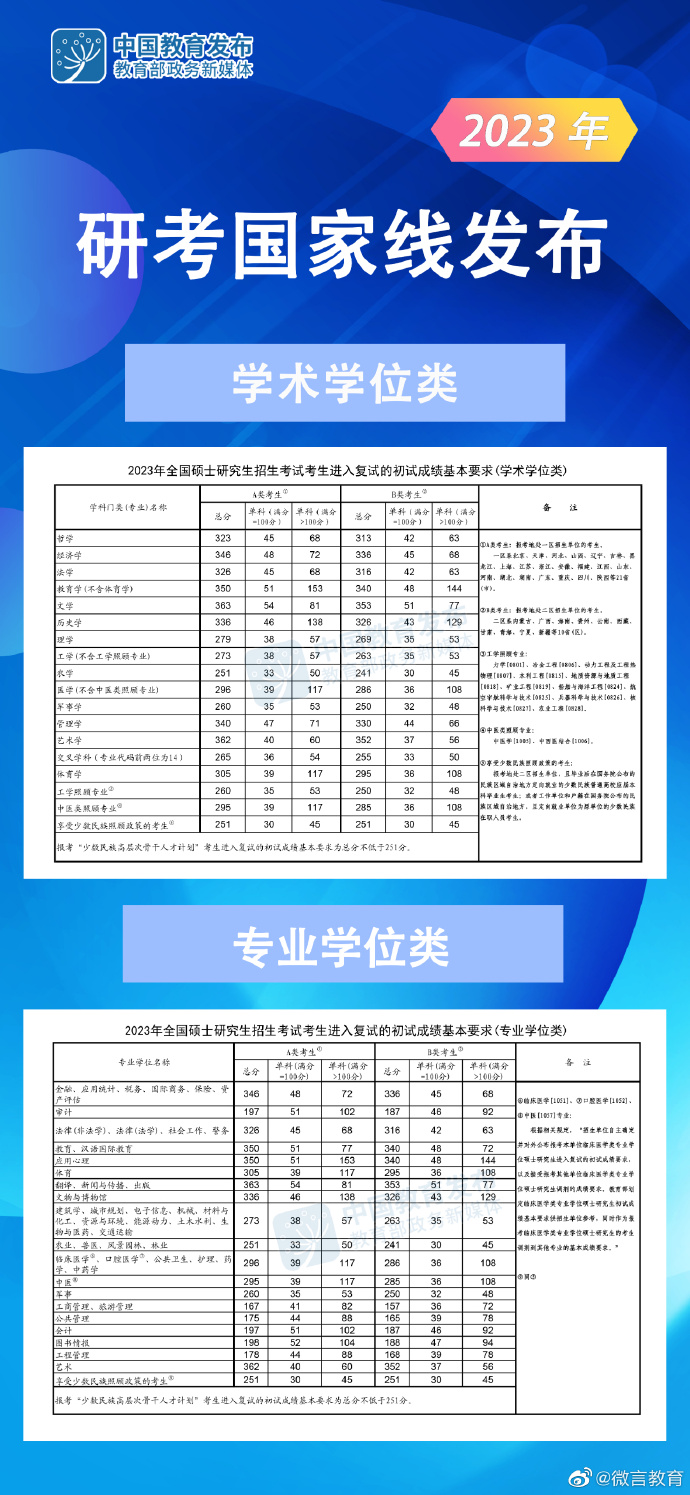 中国教育发布
教育部政务新媒体
2023 年
研考国家线发布
学术学位类
2023年全国硕士研究生招生考试考生进入复试的初试成绩基本要求(学术学位类)
学科门类(专业)名称 A类考生① B类考生② 备 注
总分 单科(满分=100分) 单科(满分>100分) 总分 单科(满分=100分) 单科(满分>100分)
哲学 323 45 68 313 42 63
经济学 346 48 72 336 45 68
法学 326 45 68 316 42 63
教育学(不含体育学) 350 51 153 340 48 144
文学 363 54 81 353 51 77
历史学 336 46 138 326 43 129
理学 279 38 57 269 35 53
工学(不含工学照顾专业) 273 38 57 263 35 53
农学 251 33 50 241 30 45
医学(不含中医类照顾专业) 296 39 117 286 36 108
军事学 260 35 53 250 32 48
管理学 340 47 71 330 44 66
艺术学 362 40 60 352 37 56
交叉学科(专业代码前两位为14) 265 36 54 255 33 50
体育学 305 39 117 295 36 108
工学照顾专业③ 260 35 53 250 32 48
中医类照顾专业④ 295 39 117 285 36 108
享受少数民族照顾政策的考生⑤ 251 30 45 251 30 45
①A类考生：报考地处一区招生单位的考生。
一区系北京、天津、河北、山西、辽宁、吉林、黑
龙江、上海、江苏、浙江、安徽、福建、江西、山东、
河南、湖北、湖南、广东、重庆、四川、陕西等21省
(市)。
②B类考生：报考地处二区招生单位的考生。
二区系内蒙古、广西、海南、贵州、云南、西藏、
甘肃、青海、宁夏、新疆等10省(区)。
③工学照顾专业：
力学[0801]、冶金工程[0806]、动力工程及工程热
物理[0807]、水利工程[0815]、地质资源与地质工程
[0818]、矿业工程[0819]、船舶与海洋工程[0824]、航
空宇航科学与技术[0825]、兵器科学与技术[0826]、核
科学与技术[0827]、农业工程[0828]。
④中医类照顾专业：
中医学[1005]、中西医结合[1006]。
⑤享受少数民族照顾政策的考生：
报考地处二区招生单位，且毕业后在国务院公布的
民族区域自治地方定向就业的少数民族普通高校应届本
科毕业生考生；或者工作单位和户籍在国务院公布的民
族区域自治地方，且定向就业单位为原单位的少数民族
在职人员考生。
报考“少数民族高层次骨干人才计划”考生进入复试的初试成绩基本要求为总分不低于251分。
专业学位类
2023年全国硕士研究生招生考试考生进入复试的初试成绩基本要求(专业学位类)
专业学位名称 A类考生① B类考生② 备 注
总分 单科(满分=100分) 单科(满分>100分) 总分 单科(满分=100分) 单科(满分>100分)
金融、应用统计、税务、国际商务、保险、资产评估 346 48 72 336 45 68
审计 197 51 102 187 46 92
法律(非法学)、法律(法学)、社会工作、警务 326 45 68 316 42 63
教育、汉语国际教育 350 51 77 340 48 72
应用心理 350 51 153 340 48 144
体育 305 39 117 295 36 108
翻译、新闻与传播、出版 363 54 81 353 51 77
文物与博物馆 336 46 138 326 43 129
建筑学、城市规划、电子信息、机械、材料与化工、资源与环境、能源动力、土木水利、生物与医药、交通运输 273 38 57 263 35 53
农业、兽医、风景园林、林业 251 33 50 241 30 45
临床医学⑥、口腔医学⑦、公共卫生、护理、药学、中药学 296 39 117 286 36 108
中医⑧ 295 39 117 285 36 108
军事 260 35 53 250 32 48
工商管理、旅游管理 167 41 82 157 36 72
公共管理 175 44 88 165 39 78
会计 197 51 102 187 46 92
图书情报 198 52 104 188 47 94
工程管理 178 44 88 168 39 78
艺术 362 40 60 352 37 56
享受少数民族照顾政策的考生⑤ 251 30 45 251 30 45
⑥临床医学[1051]、⑦口腔医学[1052]、
⑧中医[1057]专业：
根据相关规定，“招生单位自主确定
并对外公布报考本单位临床医学类专业学
位硕士研究生进入复试的初试成绩要求，
以及接受报考其他单位临床医学类专业学
位硕士研究生调剂的成绩要求。教育部划
定临床医学类专业学位硕士研究生初试成
绩基本要求供招生单位参考，同时作为报
考临床医学类专业学位硕士研究生的考生
调剂到其他专业的基本成绩要求。”
报考“少数民族高层次骨干人才计划”考生进入复试的初试成绩基本要求为总分不低于251分。
@微言教育